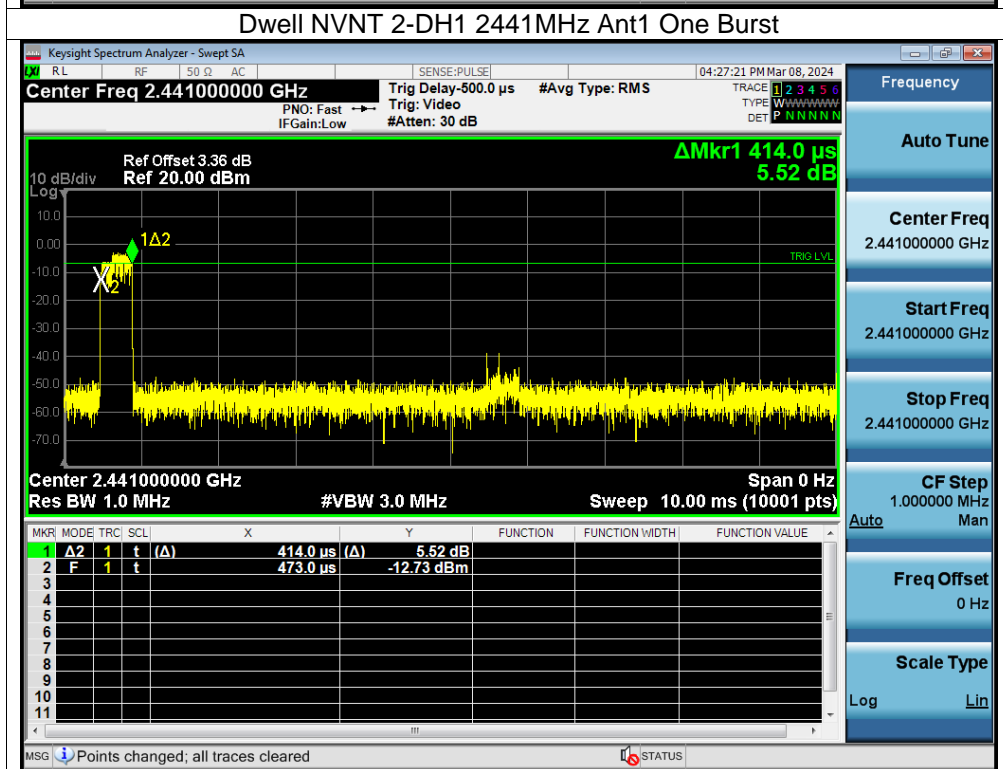 Dwell NVNT 2-DH1 2441MHz Ant1 One Burst
Keysight Spectrum Analyzer - Swept SA
LXI RL RF 50 Ω AC SENSE:PULSE 04:27:21 PM Mar 08, 2024
Center Freq 2.441000000 GHz
PNO: Fast
IFGain:Low
Trig Delay-500.0 µs
Trig: Video
#Atten: 30 dB
#Avg Type: RMS
TRACE 1 2 3 4 5 6
TYPE WWWWWW
DET P N N N N N
ΔMkr1 414.0 µs
5.52 dB
Ref Offset 3.36 dB
10 dB/div Ref 20.00 dBm
Log
10.0
0.00
-10.0
-20.0
-30.0
-40.0
-50.0
-60.0
-70.0
1Δ2
X2
TRIG LVL
Center 2.441000000 GHz Span 0 Hz
Res BW 1.0 MHz #VBW 3.0 MHz Sweep 10.00 ms (10001 pts)
MKR MODE TRC SCL X Y FUNCTION FUNCTION WIDTH FUNCTION VALUE
1 Δ2 1 t (Δ) 414.0 µs (Δ) 5.52 dB
2 F 1 t 473.0 µs -12.73 dBm
3
4
5
6
7
8
9
10
11
MSG Points changed; all traces cleared STATUS
Frequency
Auto Tune
Center Freq
2.441000000 GHz
Start Freq
2.441000000 GHz
Stop Freq
2.441000000 GHz
CF Step
1.000000 MHz
Auto Man
Freq Offset
0 Hz
Scale Type
Log Lin